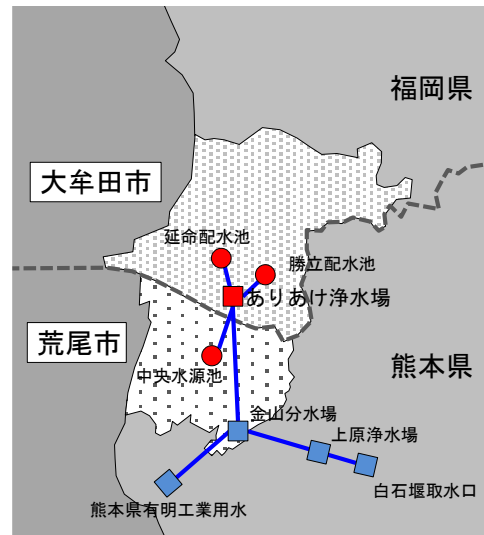 福岡県
大牟田市
延命配水池
勝立配水池
ありあけ浄水場
荒尾市
熊本県
中央水源池
金山分水場
上原浄水場
白石堰取水口
熊本県有明工業用水